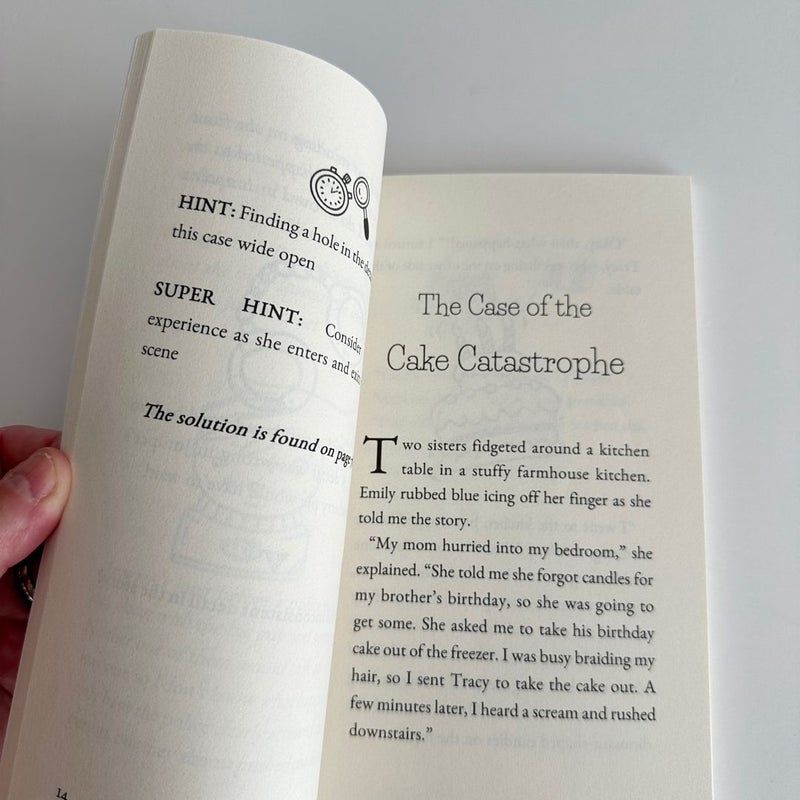 HINT: Finding a hole in the
this case wide open
SUPER HINT: Consider
experience as she enters and
scene
The solution is found on page
14
The Case of the
Cake Catastrophe
Two sisters fidgeted around a kitchen
table in a stuffy farmhouse kitchen.
Emily rubbed blue icing off her finger as she
told me the story.
“My mom hurried into my bedroom,” she
explained. “She told me she forgot candles for
my brother’s birthday, so she was going to
get some. She asked me to take his birthday
cake out of the freezer. I was busy braiding my
hair, so I sent Tracy to take the cake out. A
few minutes later, I heard a scream and rushed
downstairs.”